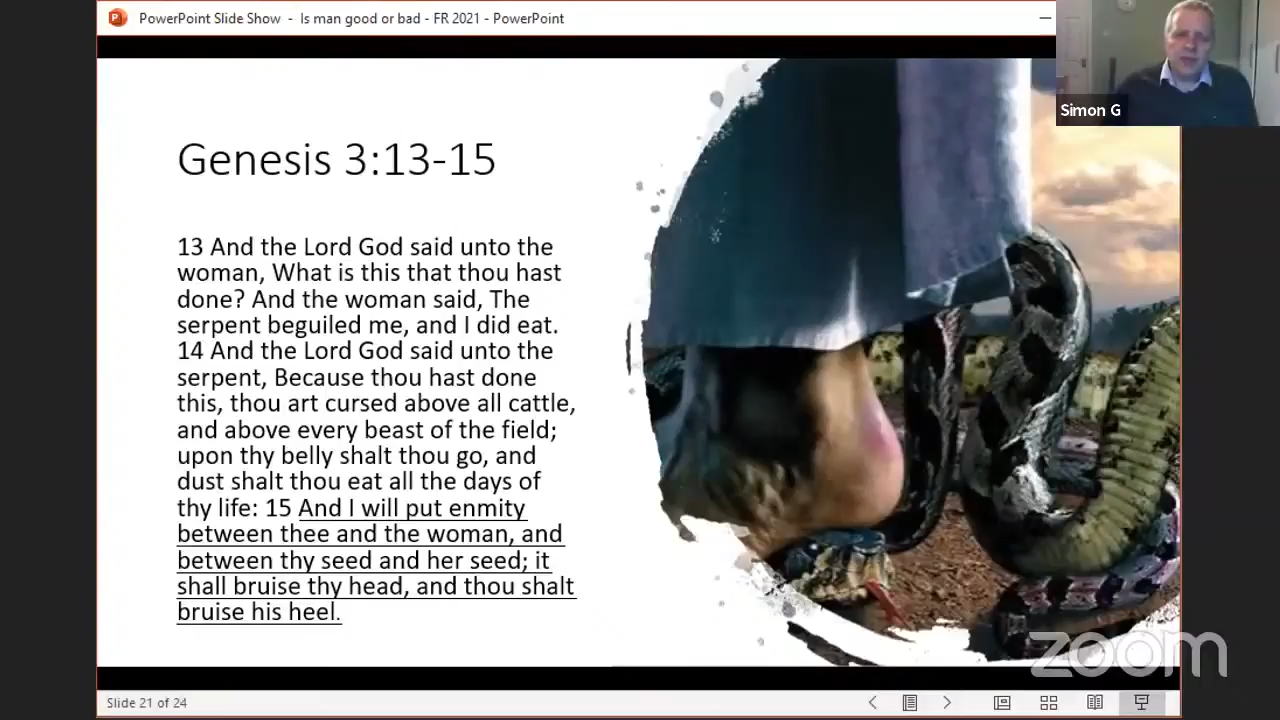 PowerPoint Slide Show - Is man good or bad - FR 2021 - PowerPoint
Simon G
Genesis 3:13-15
13 And the Lord God said unto the
woman, What is this that thou hast
done? And the woman said, The
serpent beguiled me, and I did eat.
14 And the Lord God said unto the
serpent, Because thou hast done
this, thou art cursed above all cattle,
and above every beast of the field;
upon thy belly shalt thou go, and
dust shalt thou eat all the days of
thy life: 15 And I will put enmity
between thee and the woman, and
between thy seed and her seed; it
shall bruise thy head, and thou shalt
bruise his heel.
zoom
Slide 21 of 24